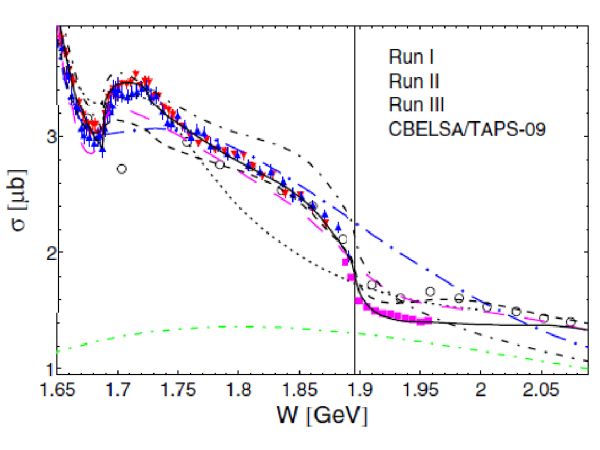 Run I
Run II
Run III
CBELSA/TAPS-09
3
2
1
σ [μb]
1.65 1.7 1.75 1.8 1.85 1.9 1.95 2 2.05
W [GeV]